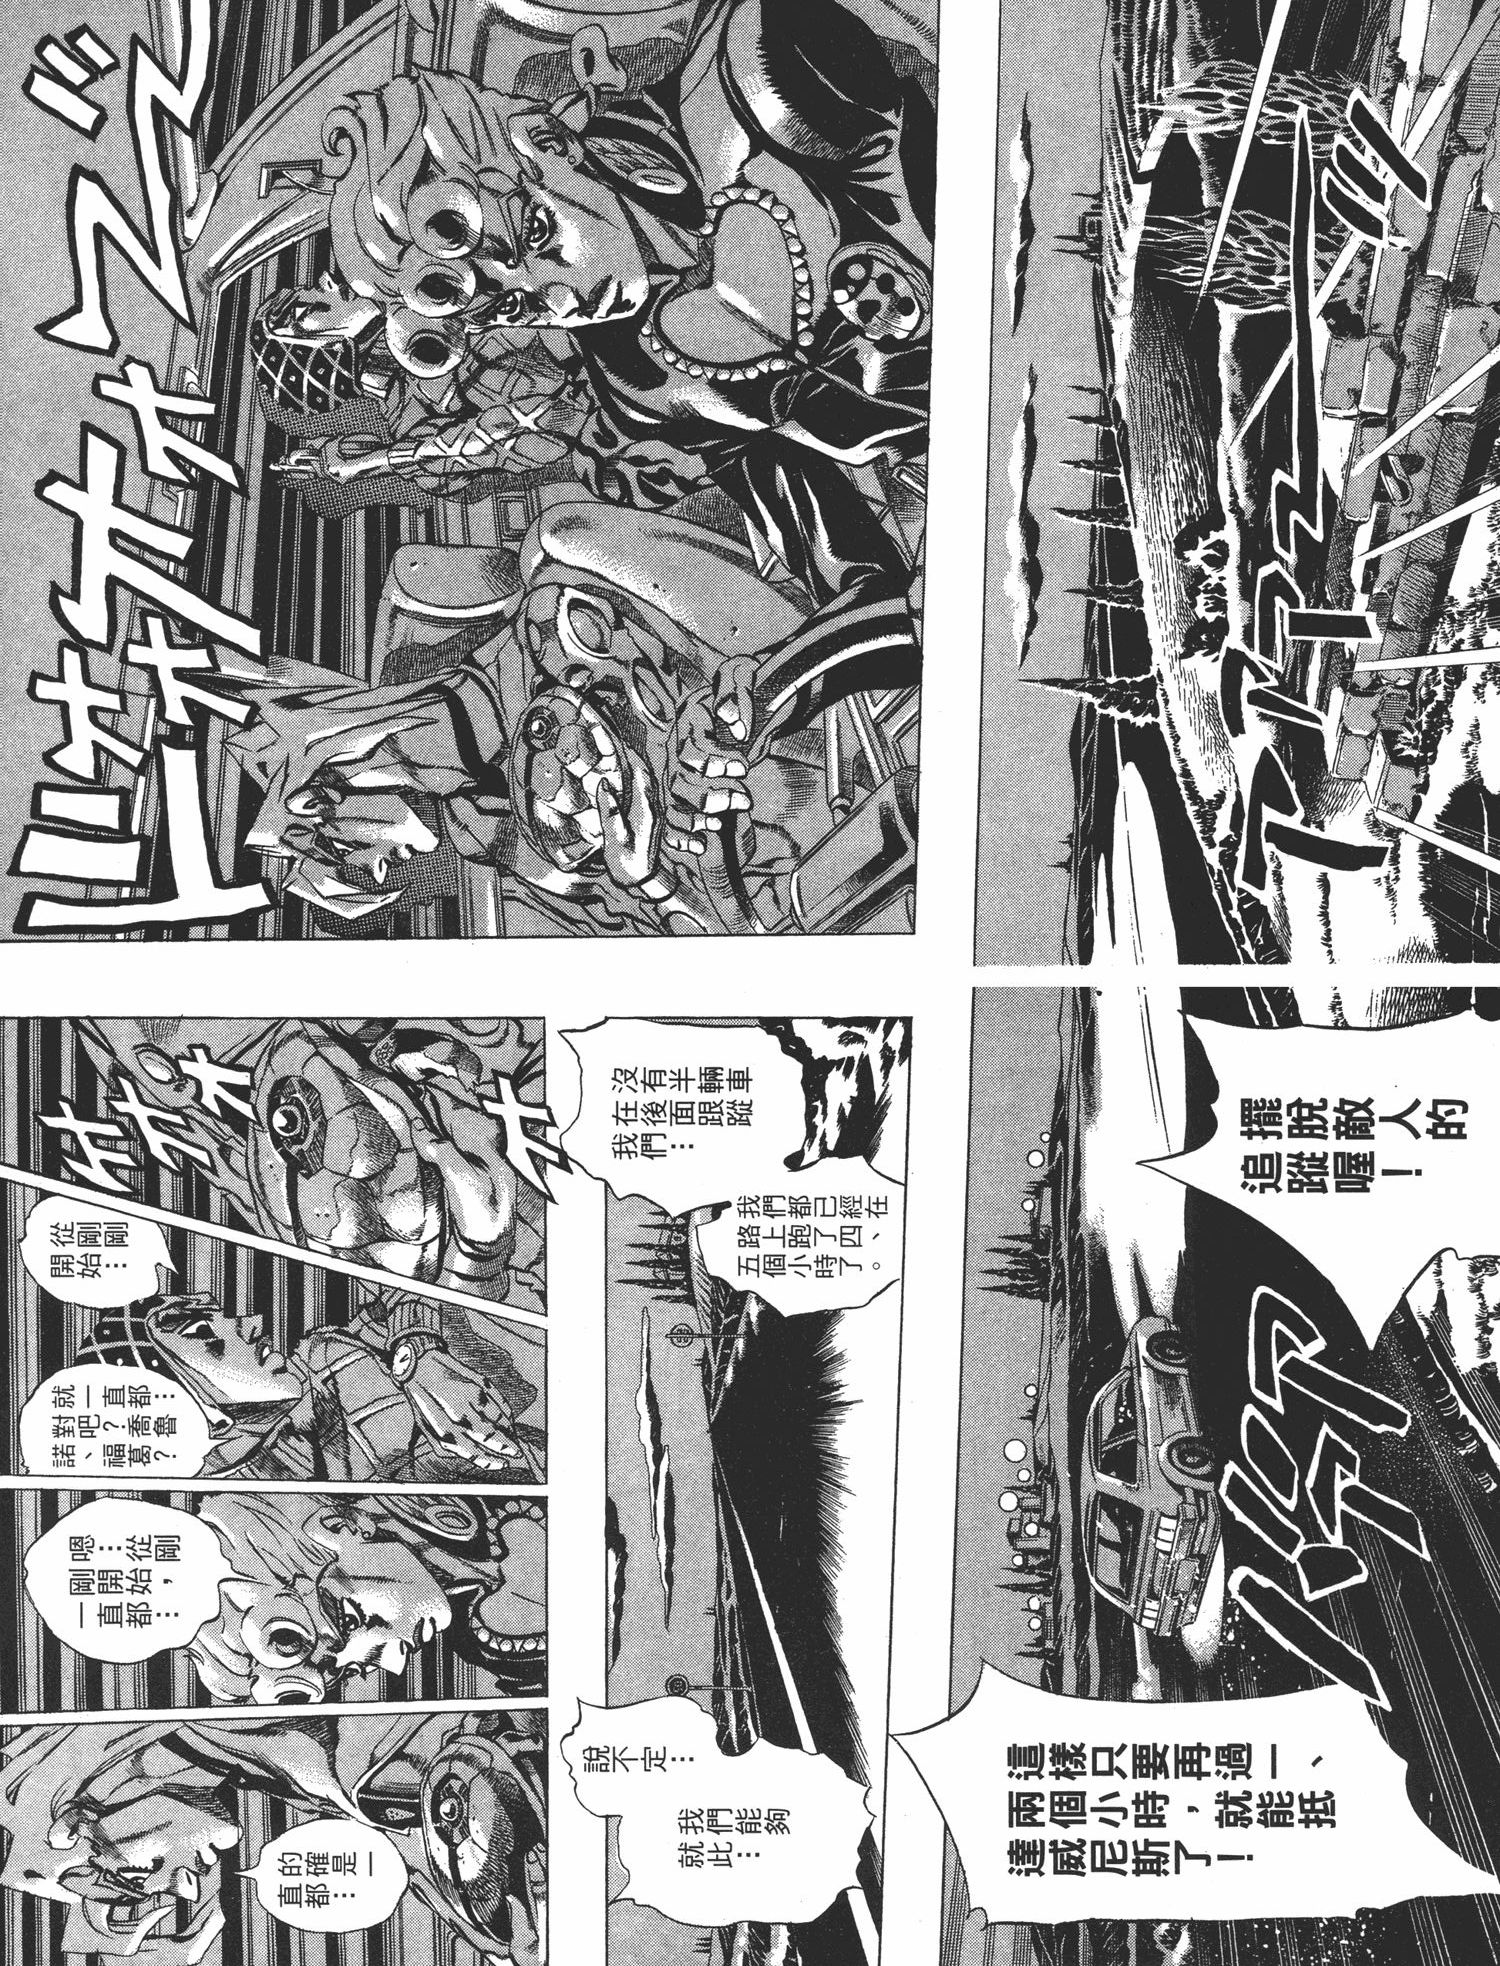 從剛剛
開始…
就一直都…
對吧？喬魯
諾、福葛？
嗯…從剛
剛開始，
一直都…
的確是一
直都…
沒有半輛車
在後面跟蹤
我們…
我們都已經在
路上跑了四、
五個小時了。
說不定…
我們能夠
就此…
擺脫敵人的
追蹤喔！
這樣只要再過一、
兩個小時，就能抵
達威尼斯了！